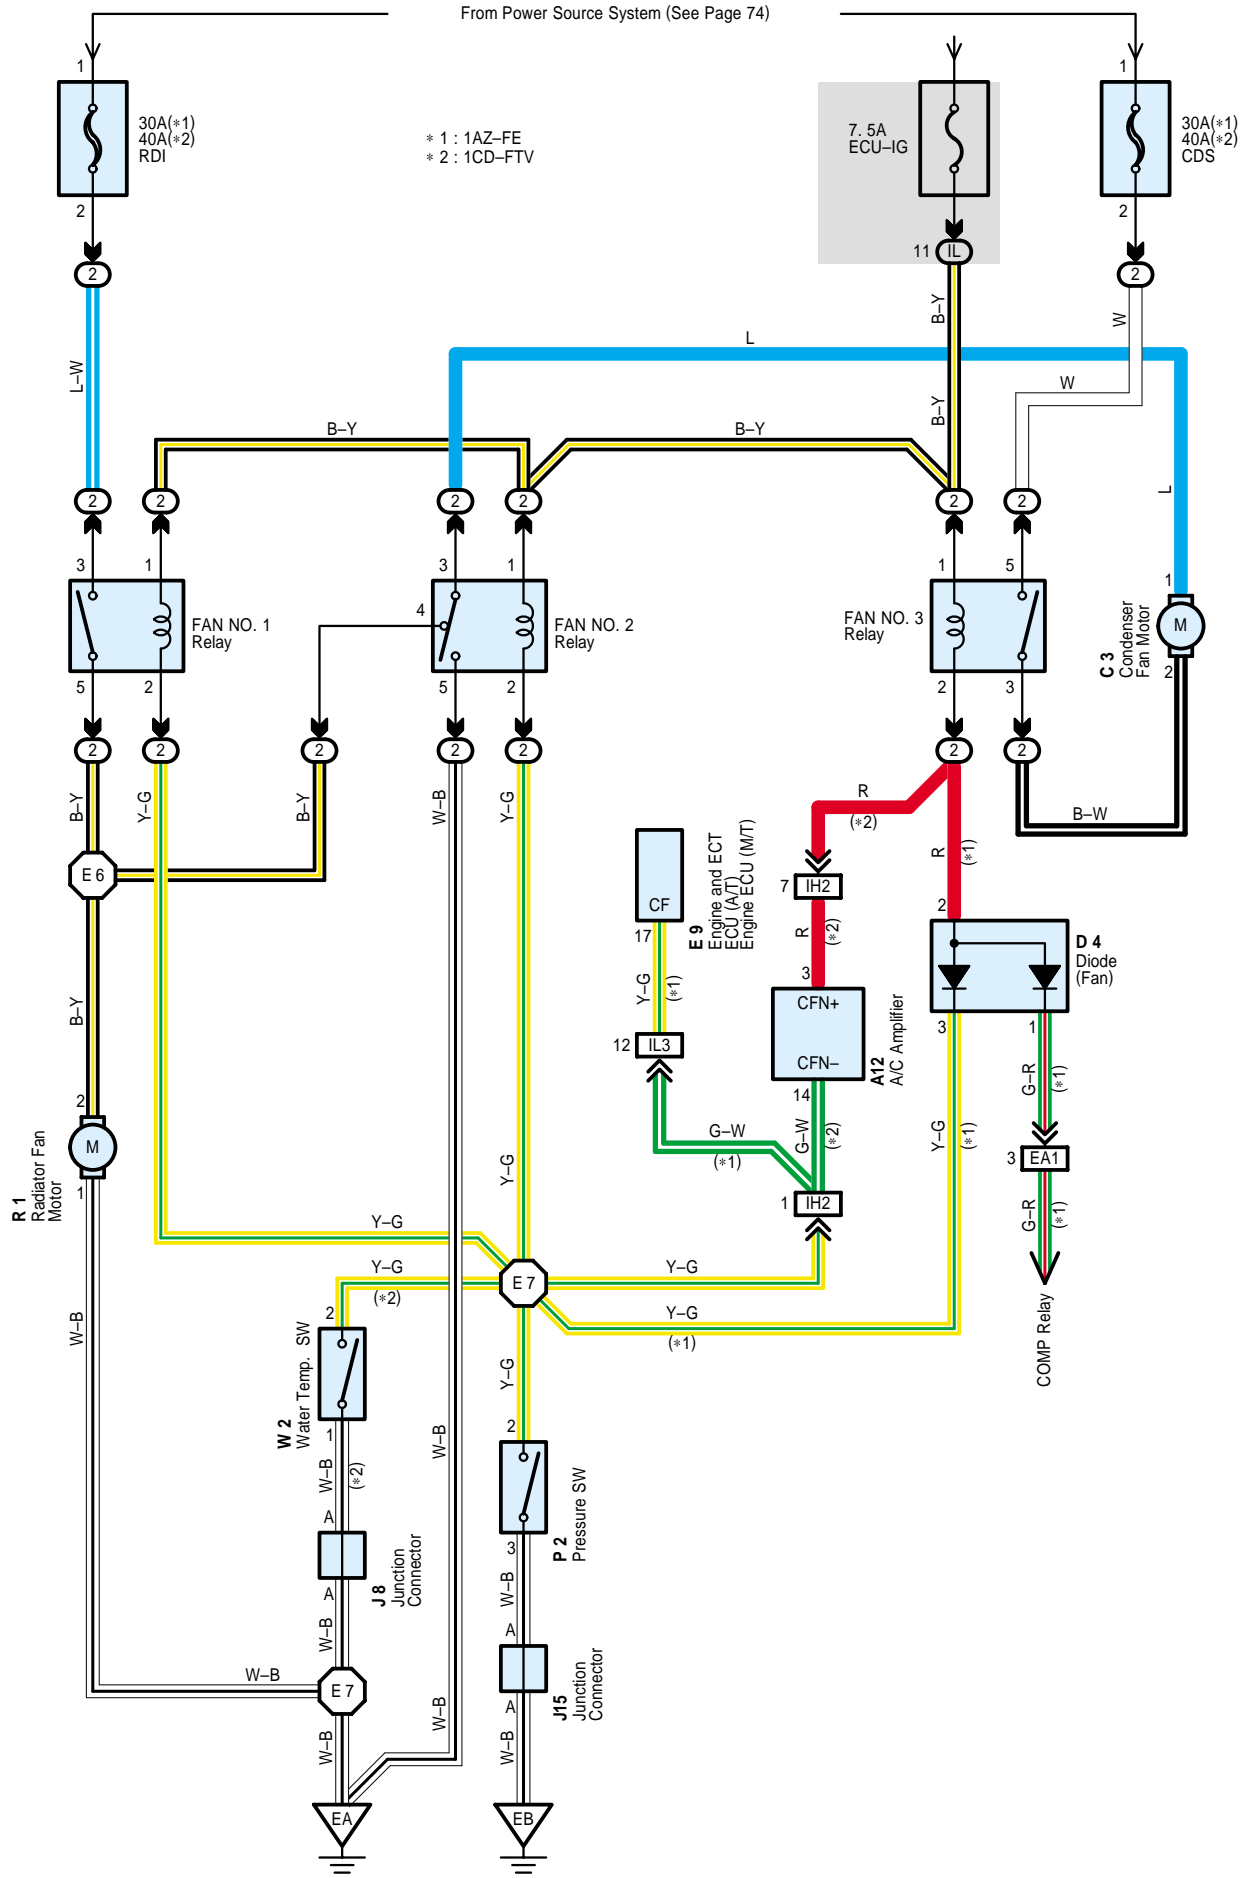 From Power Source System (See Page 74)
1
1
30A(∗1)
40A(∗2)
RDI
∗ 1 : 1AZ–FE
∗ 2 : 1CD–FTV
7. 5A
ECU–IG
30A(∗1)
40A(∗2)
CDS
2
2
11
IL
2
2
L–W
B–Y
W
L
W
B–Y
B–Y
B–Y
L
2
2
2
2
2
2
3
1
3
1
1
5
1
4
FAN NO. 1
Relay
FAN NO. 2
Relay
FAN NO. 3
Relay
M
C 3
Condenser
Fan Motor
5
2
5
2
2
3
2
2
2
2
2
2
2
2
B–Y
Y–G
B–Y
W–B
Y–G
R
(∗2)
R
(∗1)
B–W
E 6
CF
17
E 9
Engine and ECT
ECU (A/T)
Engine ECU (M/T)
7
IH2
R
(∗2)
2
D 4
Diode
(Fan)
B–Y
Y–G
(∗1)
3
CFN+
CFN–
A12
A/C Amplifier
3
1
12
IL3
14
G–W
(∗2)
G–R
(∗1)
2
M
1
R 1
Radiator Fan
Motor
G–W
(∗1)
Y–G
(∗1)
3
EA1
Y–G
1
IH2
G–R
(∗1)
Y–G
Y–G
(∗2)
E 7
Y–G
Y–G
(∗1)
COMP Relay
W–B
2
W 2
Water Temp. SW
1
Y–G
W–B
(∗2)
W–B
2
P 2
Pressure SW
3
A
J 8
Junction
Connector
A
W–B
W–B
A
J15
Junction
Connector
A
W–B
E 7
W–B
W–B
W–B
EA
EB